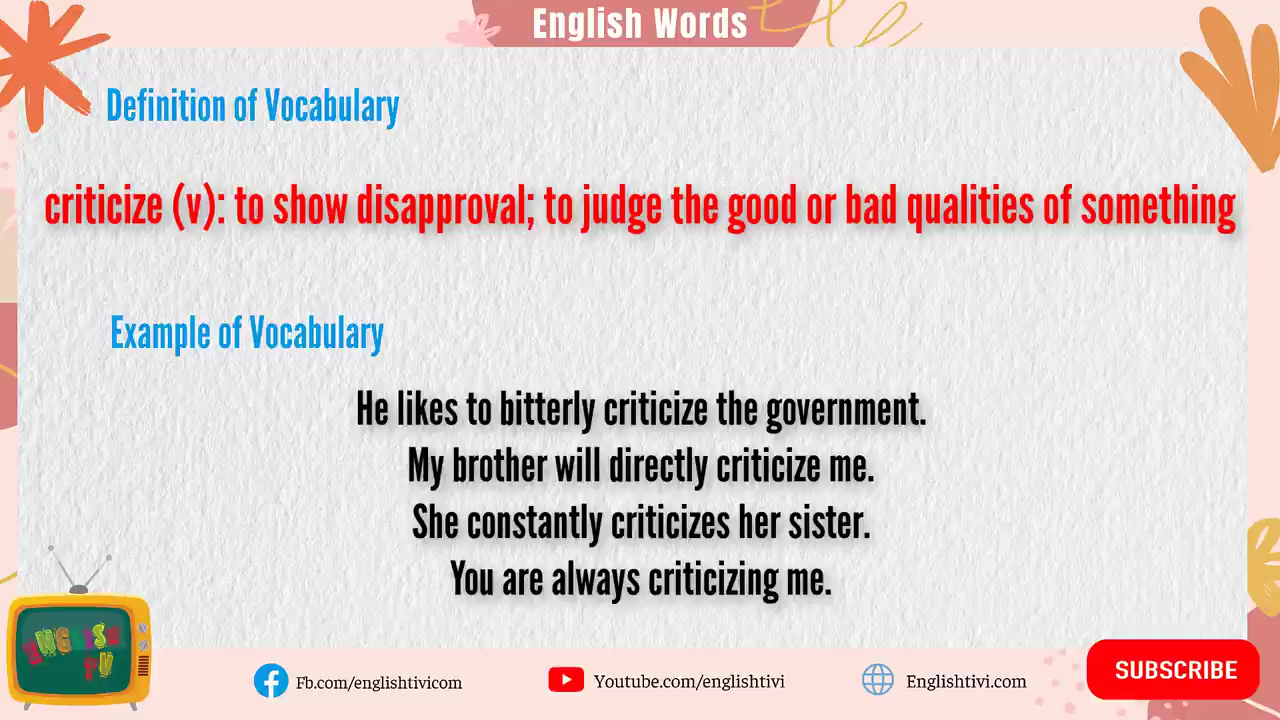 English Words
Definition of Vocabulary
criticize (v): to show disapproval; to judge the good or bad qualities of something
Example of Vocabulary
He likes to bitterly criticize the government.
My brother will directly criticize me.
She constantly criticizes her sister.
You are always criticizing me.
ENGLISH
TV
Fb.com/englishtivicom
Youtube.com/englishtivi
Englishtivi.com
SUBSCRIBE